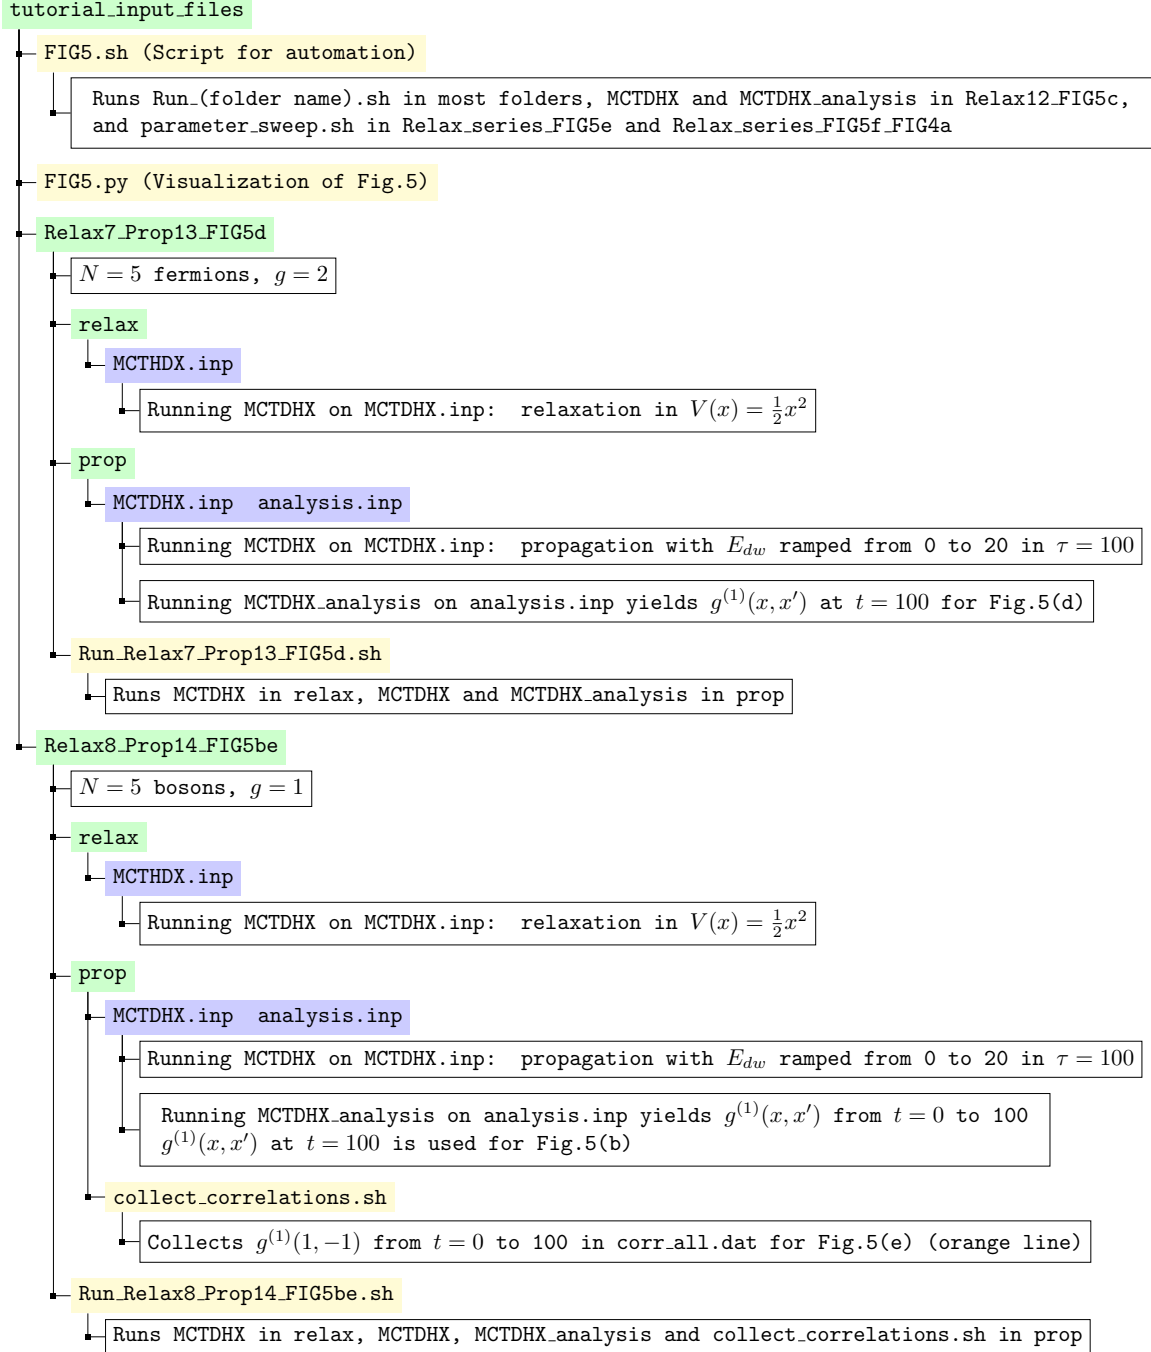 tutorial_input_files
FIG5.sh (Script for automation)
Runs Run_(folder name).sh in most folders, MCTDHX and MCTDHX_analysis in Relax12_FIG5c,
and parameter_sweep.sh in Relax_series_FIG5e and Relax_series_FIG5f_FIG4a
FIG5.py (Visualization of Fig.5)
Relax7_Prop13_FIG5d
N = 5 fermions, g = 2
relax
MCTHDX.inp
Running MCTDHX on MCTDHX.inp: relaxation in V(x) = ½x²
prop
MCTDHX.inp analysis.inp
Running MCTDHX on MCTDHX.inp: propagation with E_{dw} ramped from 0 to 20 in τ = 100
Running MCTDHX_analysis on analysis.inp yields g^{(1)}(x, x′) at t = 100 for Fig.5(d)
Run_Relax7_Prop13_FIG5d.sh
Runs MCTDHX in relax, MCTDHX and MCTDHX_analysis in prop
Relax8_Prop14_FIG5be
N = 5 bosons, g = 1
relax
MCTHDX.inp
Running MCTDHX on MCTDHX.inp: relaxation in V(x) = ½x²
prop
MCTDHX.inp analysis.inp
Running MCTDHX on MCTDHX.inp: propagation with E_{dw} ramped from 0 to 20 in τ = 100
Running MCTDHX_analysis on analysis.inp yields g^{(1)}(x, x′) from t = 0 to 100
g^{(1)}(x, x′) at t = 100 is used for Fig.5(b)
collect_correlations.sh
Collects g^{(1)}(1, −1) from t = 0 to 100 in corr_all.dat for Fig.5(e) (orange line)
Run_Relax8_Prop14_FIG5be.sh
Runs MCTDHX in relax, MCTDHX, MCTDHX_analysis and collect_correlations.sh in prop